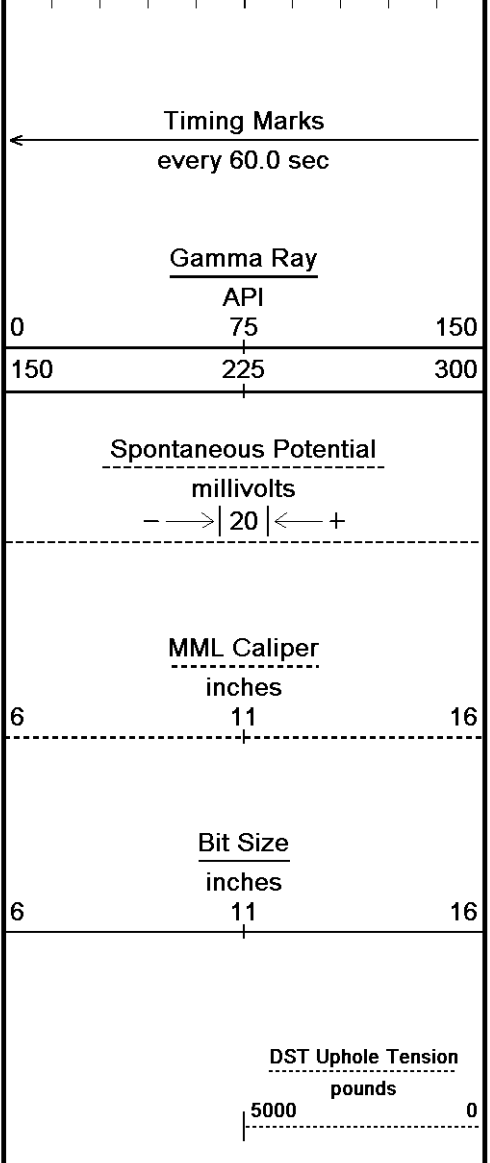 Timing Marks
every 60.0 sec
Gamma Ray
API
0 75 150
150 225 300
Spontaneous Potential
millivolts
− 20 +
MML Caliper
inches
6 11 16
Bit Size
inches
6 11 16
DST Uphole Tension
pounds
5000 0